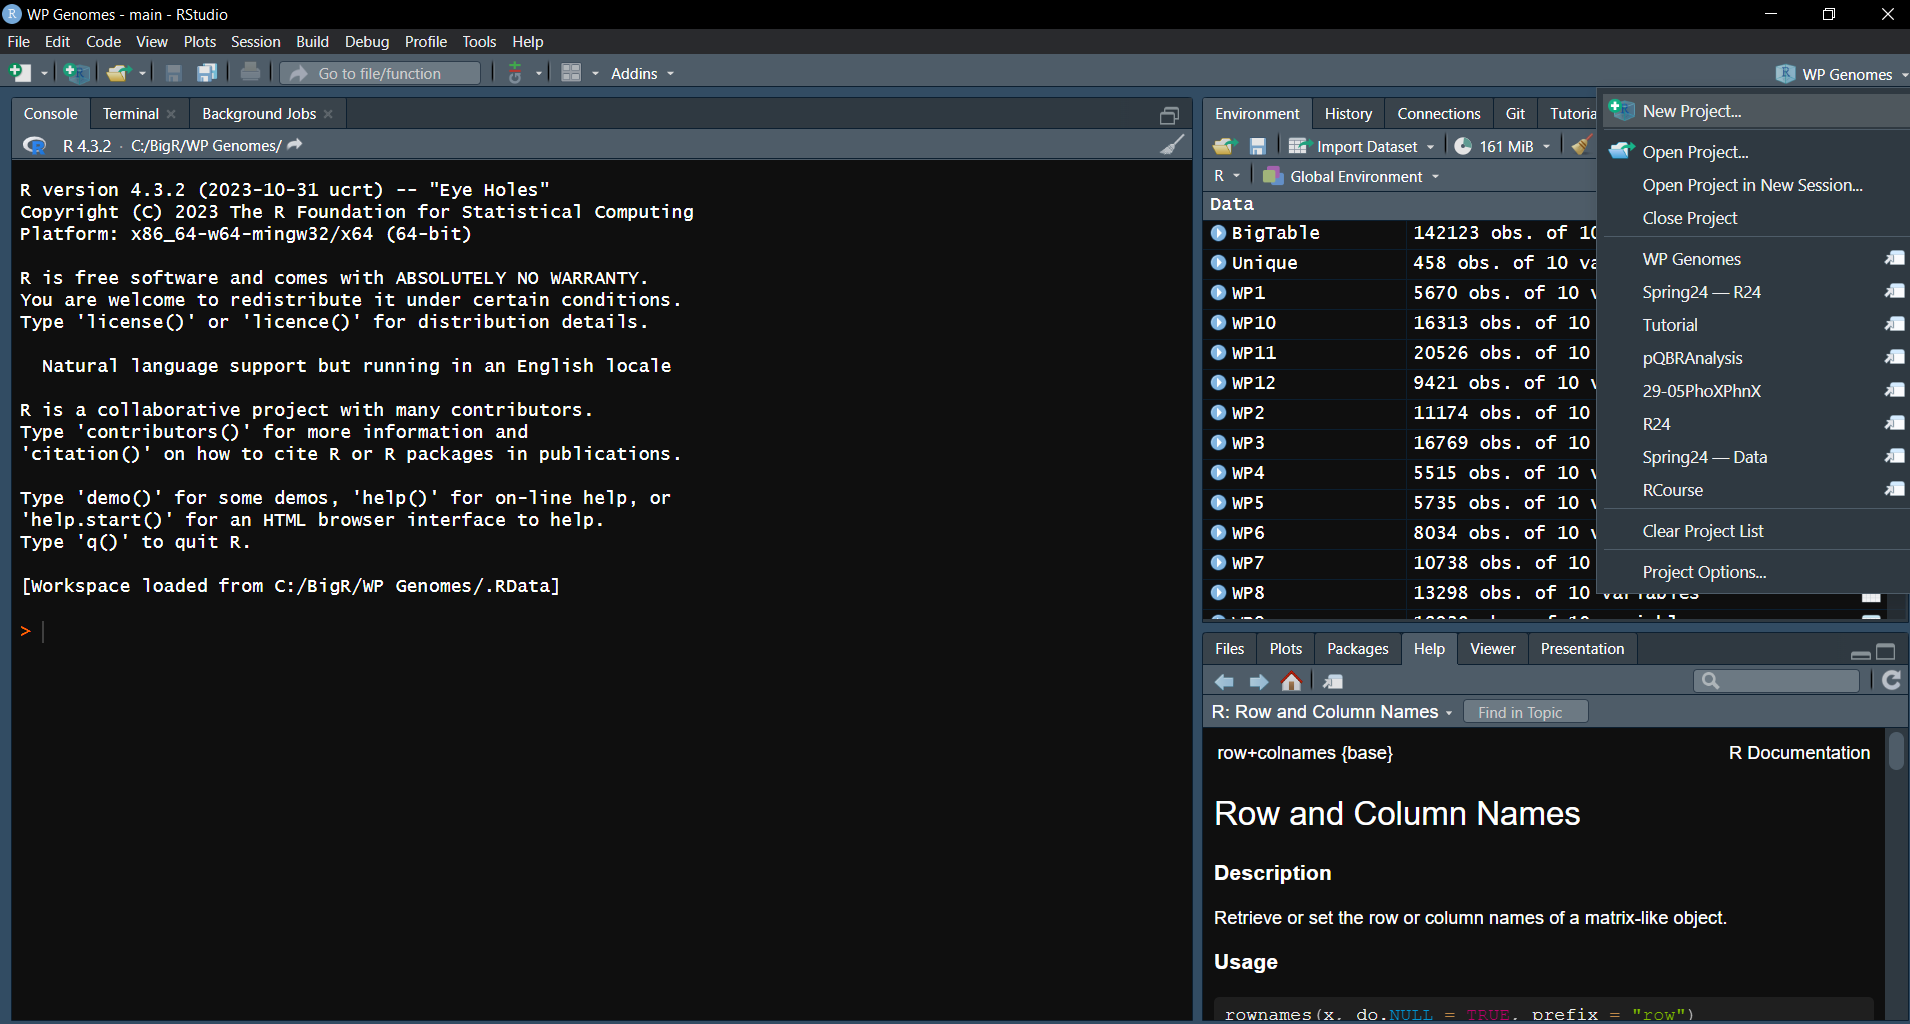 WP Genomes - main - RStudio
File Edit Code View Plots Session Build Debug Profile Tools Help
Go to file/function Addins WP Genomes
Console Terminal Background Jobs
R 4.3.2 · C:/BigR/WP Genomes/
R version 4.3.2 (2023-10-31 ucrt) -- "Eye Holes"
Copyright (C) 2023 The R Foundation for Statistical Computing
Platform: x86_64-w64-mingw32/x64 (64-bit)
R is free software and comes with ABSOLUTELY NO WARRANTY.
You are welcome to redistribute it under certain conditions.
Type 'license()' or 'licence()' for distribution details.
Natural language support but running in an English locale
R is a collaborative project with many contributors.
Type 'contributors()' for more information and
'citation()' on how to cite R or R packages in publications.
Type 'demo()' for some demos, 'help()' for on-line help, or
'help.start()' for an HTML browser interface to help.
Type 'q()' to quit R.
[Workspace loaded from C:/BigR/WP Genomes/.RData]
>
Environment History Connections Git Tutoria
Import Dataset 161 MiB
R Global Environment
Data
BigTable 142123 obs. of 10
Unique 458 obs. of 10 va
WP1 5670 obs. of 10 v
WP10 16313 obs. of 10
WP11 20526 obs. of 10
WP12 9421 obs. of 10 v
WP2 11174 obs. of 10
WP3 16769 obs. of 10
WP4 5515 obs. of 10 v
WP5 5735 obs. of 10 v
WP6 8034 obs. of 10 v
WP7 10738 obs. of 10
WP8 13298 obs. of 10 variables
New Project...
Open Project...
Open Project in New Session...
Close Project
WP Genomes
Spring24 — R24
Tutorial
pQBRAnalysis
29-05PhoXPhnX
R24
Spring24 — Data
RCourse
Clear Project List
Project Options...
Files Plots Packages Help Viewer Presentation
R: Row and Column Names Find in Topic
row+colnames {base} R Documentation
Row and Column Names
Description
Retrieve or set the row or column names of a matrix-like object.
Usage
rownames(x, do.NULL = TRUE, prefix = "row")